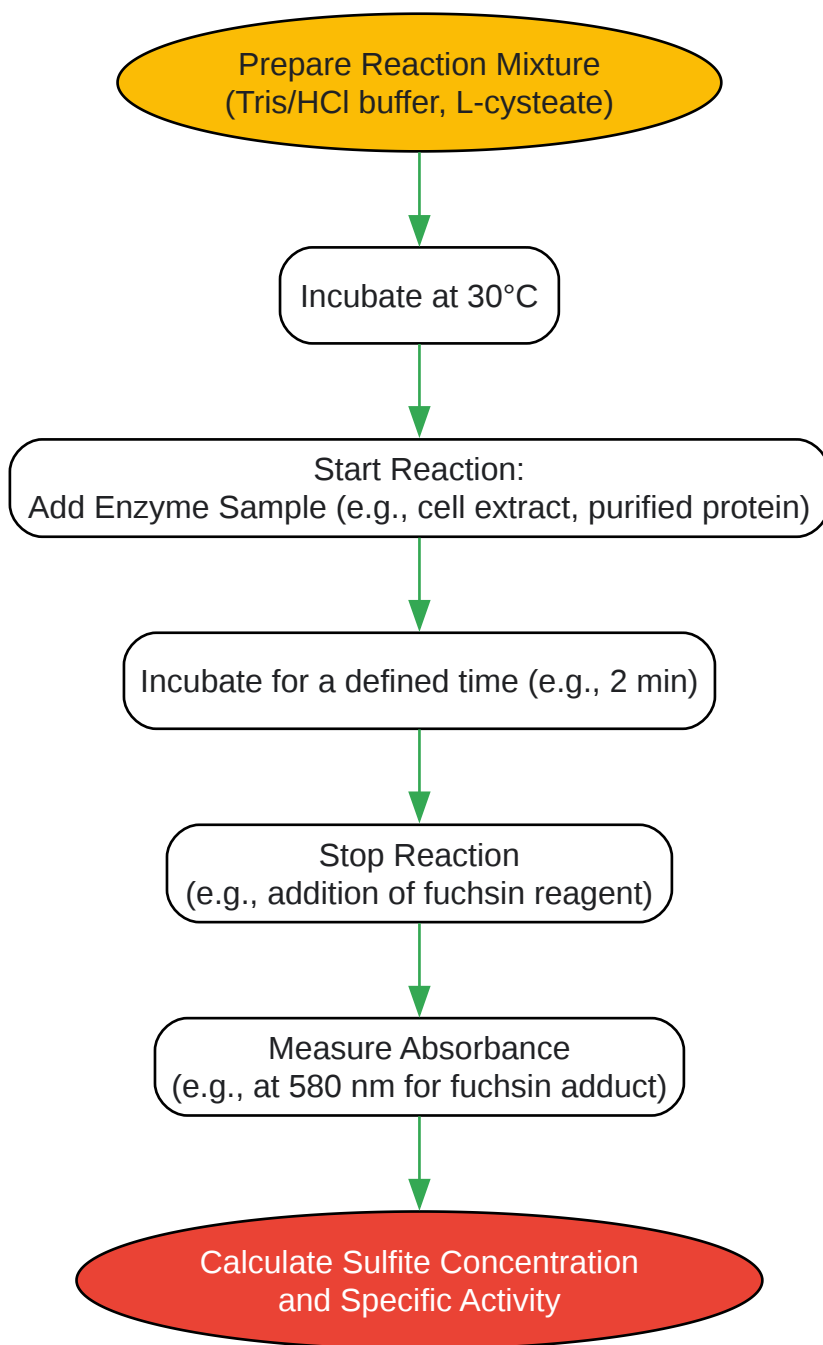 Prepare Reaction Mixture
(Tris/HCl buffer, L-cysteate)
Incubate at 30°C
Start Reaction:
Add Enzyme Sample (e.g., cell extract, purified protein)
Incubate for a defined time (e.g., 2 min)
Stop Reaction
(e.g., addition of fuchsin reagent)
Measure Absorbance
(e.g., at 580 nm for fuchsin adduct)
Calculate Sulfite Concentration
and Specific Activity